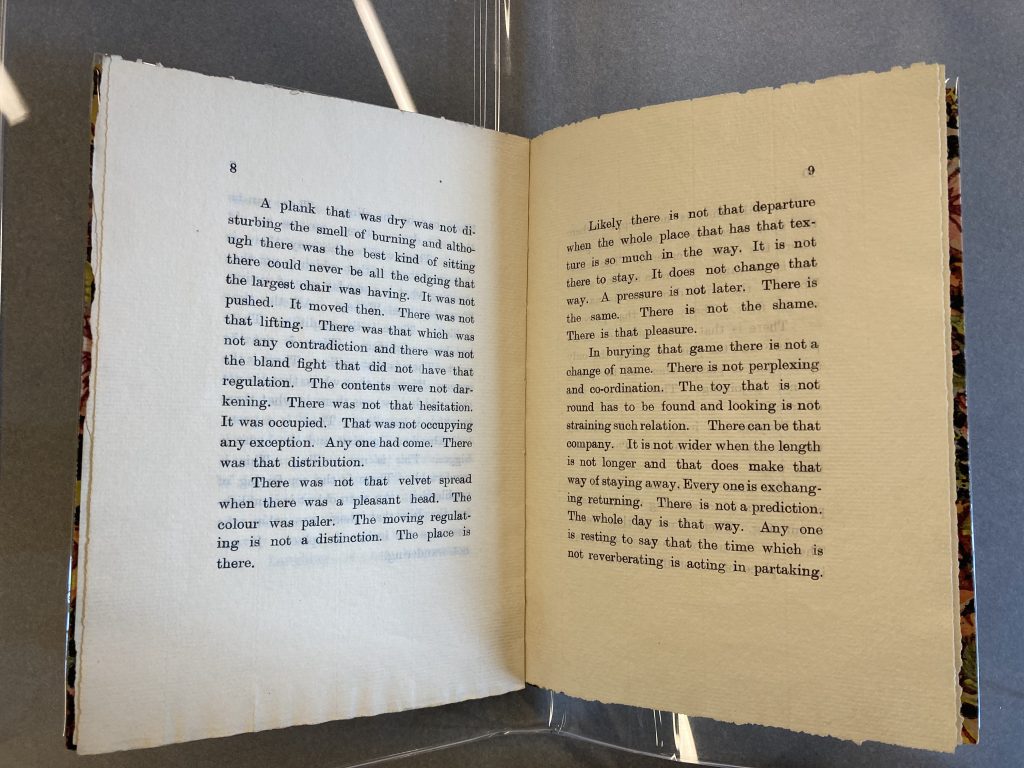 8
A plank that was dry was not di-
sturbing the smell of burning and altho-
ugh there was the best kind of sitting
there could never be all the edging that
the largest chair was having. It was not
pushed. It moved then. There was not
that lifting. There was that which was
not any contradiction and there was not
the bland fight that did not have that
regulation. The contents were not dar-
kening. There was not that hesitation.
It was occupied. That was not occupying
any exception. Any one had come. There
was that distribution.
There was not that velvet spread
when there was a pleasant head. The
colour was paler. The moving regulat-
ing is not a distinction. The place is
there.
9
Likely there is not that departure
when the whole place that has that tex-
ture is so much in the way. It is not
there to stay. It does not change that
way. A pressure is not later. There is
the same. There is not the shame.
There is that pleasure.
In burying that game there is not a
change of name. There is not perplexing
and co-ordination. The toy that is not
round has to be found and looking is not
straining such relation. There can be that
company. It is not wider when the length
is not longer and that does make that
way of staying away. Every one is exchang-
ing returning. There is not a prediction.
The whole day is that way. Any one
is resting to say that the time which is
not reverberating is acting in partaking.